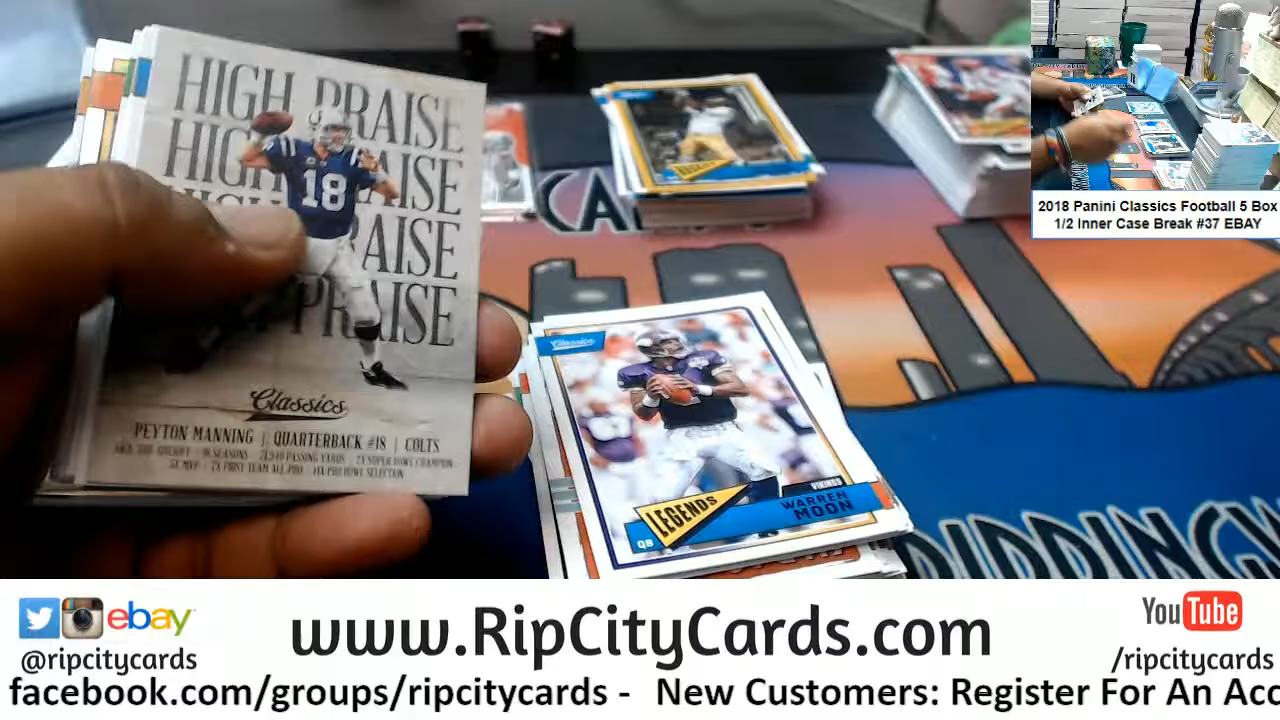 HIGH PRAISE
HIGH PRAISE
PRAISE
PRAISE
Classics
PEYTON MANNING | QUARTERBACK #18 | COLTS
18
CA
Classics
LEGENDS
VIKINGS
WARREN
MOON
QB
2018 Panini Classics Football 5 Box
1/2 Inner Case Break #37 EBAY
ebay
@ripcitycards
www.RipCityCards.com
YouTube
/ripcitycards
facebook.com/groups/ripcitycards - New Customers: Register For An Acc